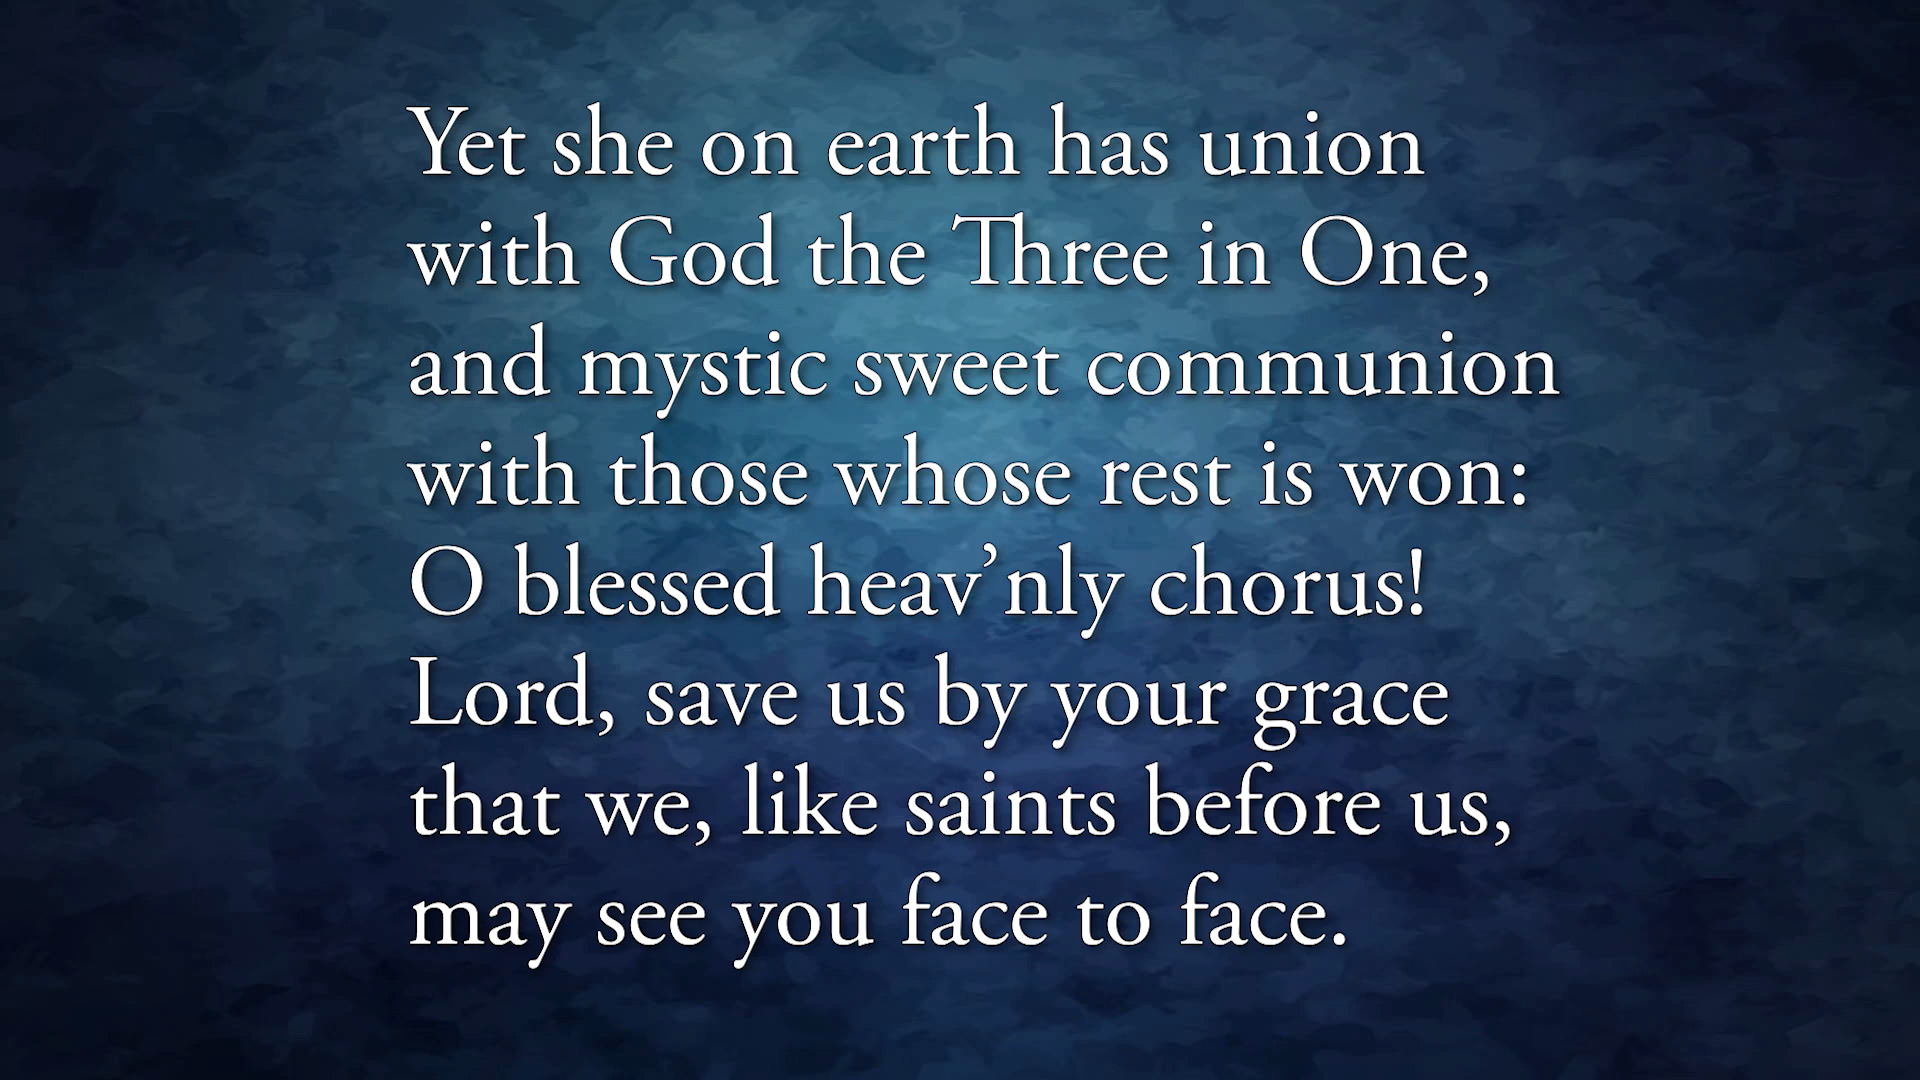 Yet she on earth has union
with God the Three in One,
and mystic sweet communion
with those whose rest is won:
O blessed heav’nly chorus!
Lord, save us by your grace
that we, like saints before us,
may see you face to face.